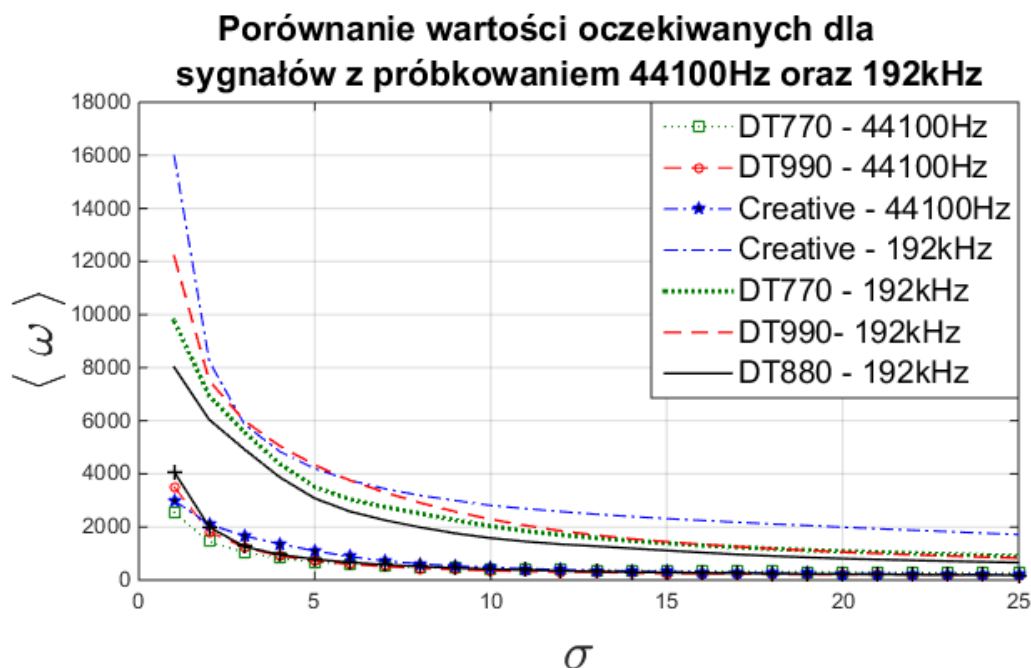 Porównanie wartości oczekiwanych dla
sygnałów z próbkowaniem 44100Hz oraz 192kHz
18000
16000
14000
12000
10000
8000
6000
4000
2000
0
⟨ω⟩
DT770 - 44100Hz
DT990 - 44100Hz
Creative - 44100Hz
Creative - 192kHz
DT770 - 192kHz
DT990- 192kHz
DT880 - 192kHz
0 5 10 15 20 25
σ